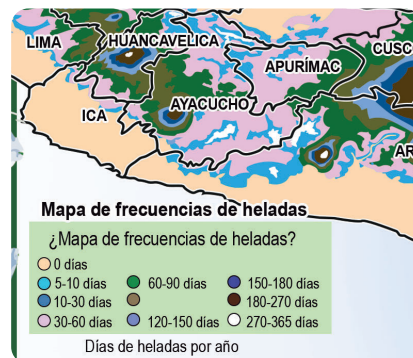 LIMA
HUANCAVELICA
CUSC
APURÍMAC
AYACUCHO
ICA
AR
Mapa de frecuencias de heladas
¿Mapa de frecuencias de heladas?
0 días
5-10 días 60-90 días 150-180 días
10-30 días 180-270 días
30-60 días 120-150 días 270-365 días
Días de heladas por año